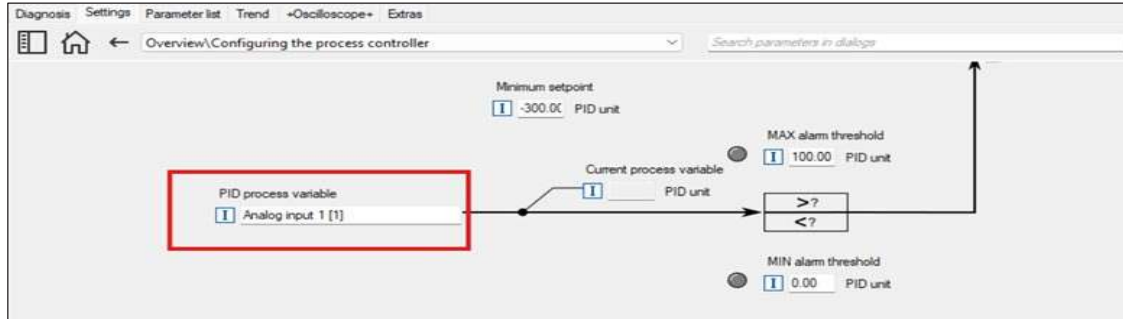 Diagnosis Settings Parameter list Trend +Oscilloscope+ Extras
Overview\Configuring the process controller
Search parameters in dialogs
Minimum setpoint
I -300.0C PID unit
MAX alarm threshold
I 100.00 PID unit
Current process variable
I PID unit
PID process variable
I Analog input 1 [1]
>?
<?
MIN alarm threshold
I 0.00 PID unit